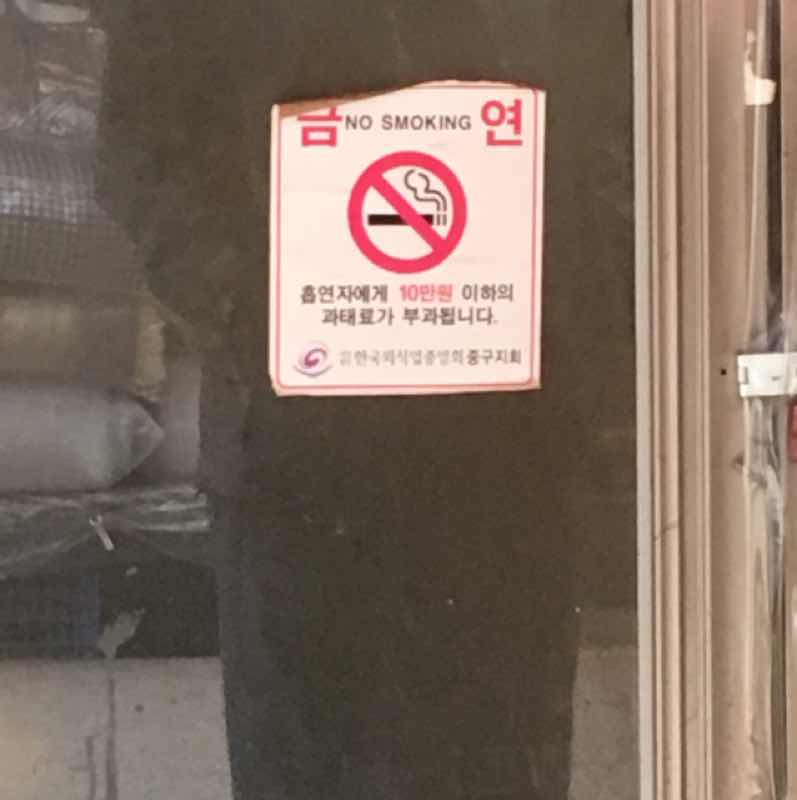 금 NO SMOKING 연
흡연자에게 10만원 이하의
과태료가 부과됩니다.
한국외식업중앙회 중구지회